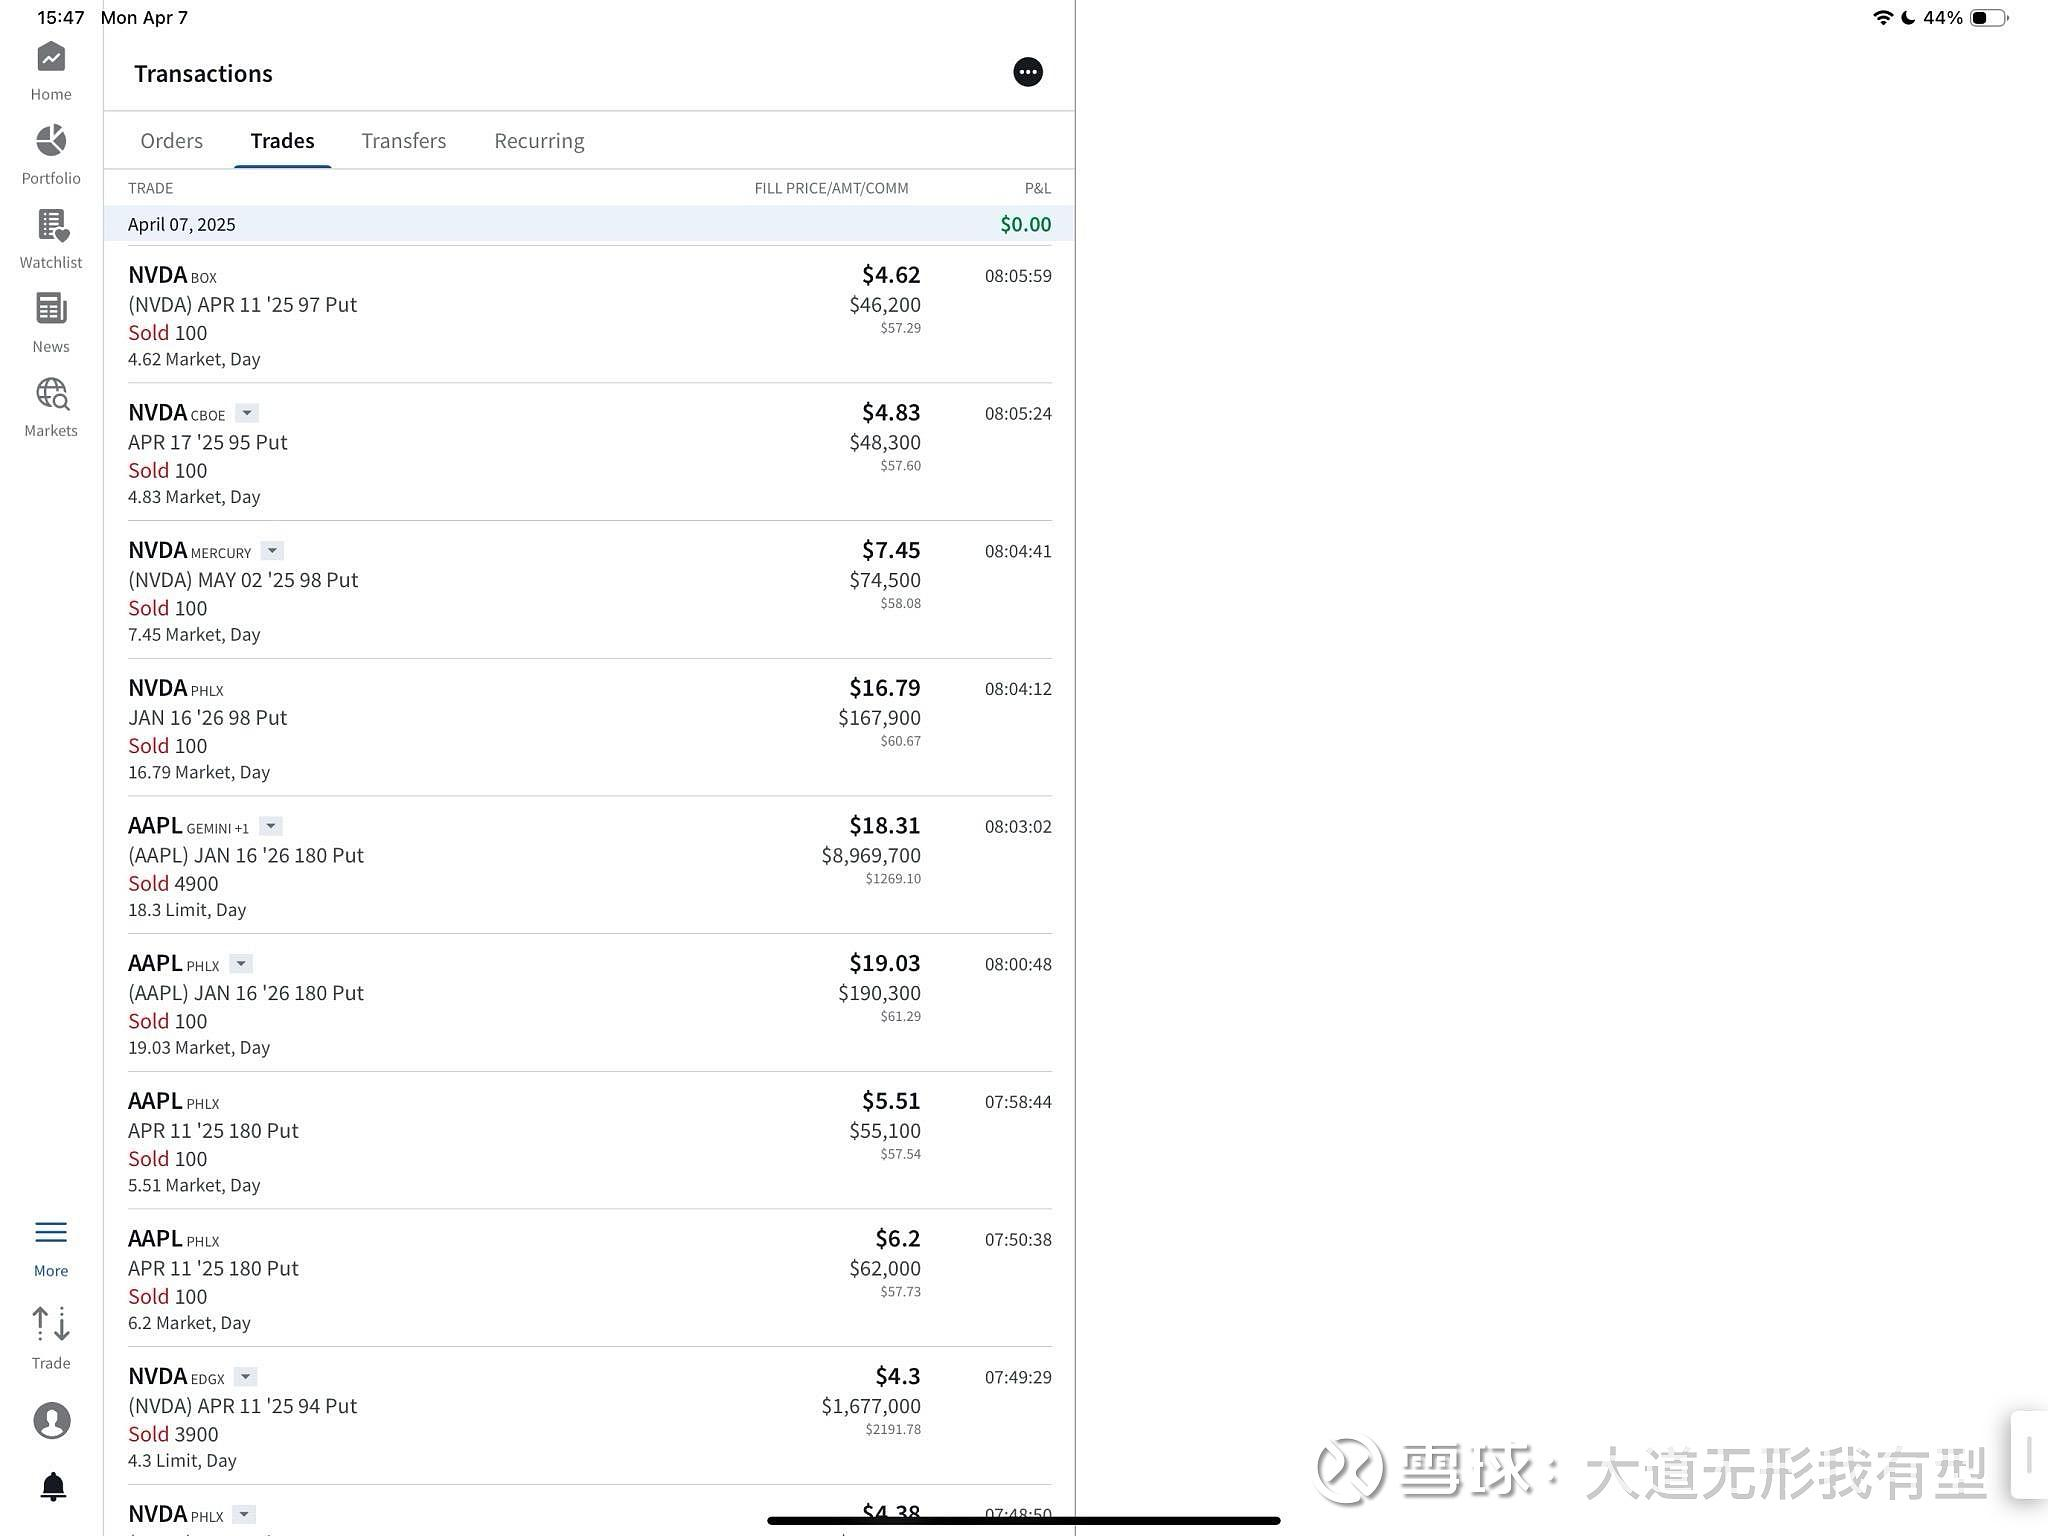 15:47 Mon Apr 7
44%
Home
Portfolio
Watchlist
News
Markets
More
Trade
Transactions
Orders Trades Transfers Recurring
TRADE FILL PRICE/AMT/COMM P&L
April 07, 2025 $0.00
NVDA BOX $4.62 08:05:59
(NVDA) APR 11 '25 97 Put $46,200
Sold 100 $57.29
4.62 Market, Day
NVDA CBOE $4.83 08:05:24
APR 17 '25 95 Put $48,300
Sold 100 $57.60
4.83 Market, Day
NVDA MERCURY $7.45 08:04:41
(NVDA) MAY 02 '25 98 Put $74,500
Sold 100 $58.08
7.45 Market, Day
NVDA PHLX $16.79 08:04:12
JAN 16 '26 98 Put $167,900
Sold 100 $60.67
16.79 Market, Day
AAPL GEMINI +1 $18.31 08:03:02
(AAPL) JAN 16 '26 180 Put $8,969,700
Sold 4900 $1269.10
18.3 Limit, Day
AAPL PHLX $19.03 08:00:48
(AAPL) JAN 16 '26 180 Put $190,300
Sold 100 $61.29
19.03 Market, Day
AAPL PHLX $5.51 07:58:44
APR 11 '25 180 Put $55,100
Sold 100 $57.54
5.51 Market, Day
AAPL PHLX $6.2 07:50:38
APR 11 '25 180 Put $62,000
Sold 100 $57.73
6.2 Market, Day
NVDA EDGX $4.3 07:49:29
(NVDA) APR 11 '25 94 Put $1,677,000
Sold 3900 $2191.78
4.3 Limit, Day
NVDA PHLX $4.38 07:48:50
雪球：大道无形我有型